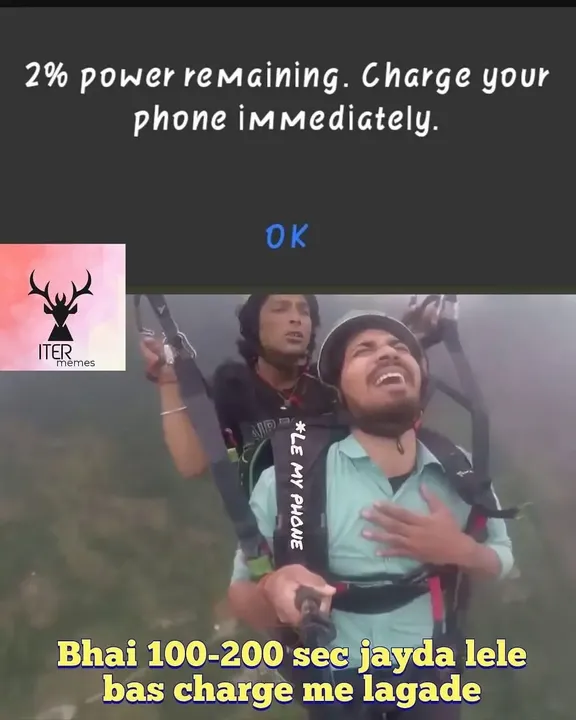 2% power remaining. Charge your
phone immediately.
OK
ITER
memes
*LE MY PHONE
Bhai 100-200 sec jayda lele
bas charge me lagade